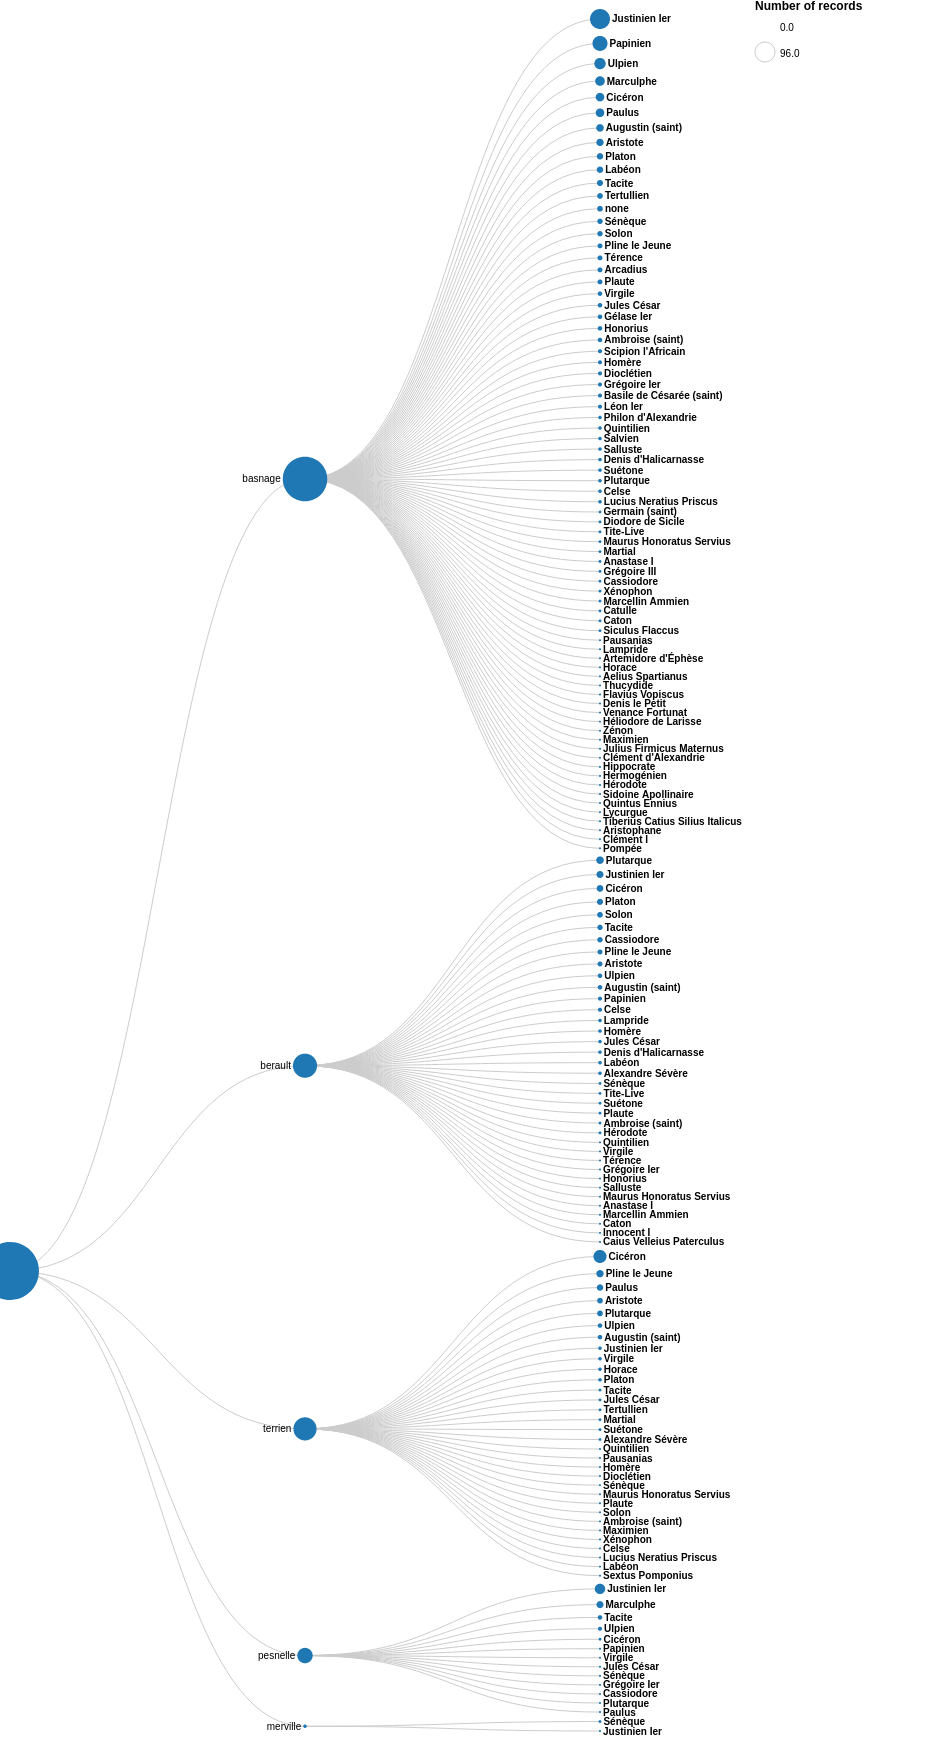 Number of records
0.0
96.0
Justinien Ier
Papinien
Ulpien
Marculphe
Cicéron
Paulus
Augustin (saint)
Aristote
Platon
Labéon
Tacite
Tertullien
none
Sénèque
Solon
Pline le Jeune
Térence
Arcadius
Plaute
Virgile
Jules César
Gélase Ier
Honorius
Ambroise (saint)
Scipion l'Africain
Homère
Dioclétien
Grégoire Ier
Basile de Césarée (saint)
Léon Ier
Philon d'Alexandrie
Quintilien
Salvien
Salluste
Denis d'Halicarnasse
Suétone
basnage
Plutarque
Celse
Lucius Neratius Priscus
Germain (saint)
Diodore de Sicile
Tite-Live
Maurus Honoratus Servius
Martial
Anastase I
Grégoire III
Cassiodore
Xénophon
Marcellin Ammien
Catulle
Caton
Siculus Flaccus
Pausanias
Lampride
Artemidore d'Éphèse
Horace
Aelius Spartianus
Thucydide
Flavius Vopiscus
Denis le Petit
Venance Fortunat
Héliodore de Larisse
Zénon
Maximien
Julius Firmicus Maternus
Clément d'Alexandrie
Hippocrate
Hermogénien
Hérodote
Sidoine Apollinaire
Quintus Ennius
Lycurgue
Tiberius Catius Silius Italicus
Aristophane
Clément I
Pompée
Plutarque
Justinien Ier
Cicéron
Platon
Solon
Tacite
Cassiodore
Pline le Jeune
Aristote
Ulpien
Augustin (saint)
Papinien
Celse
Lampride
Homère
Jules César
Denis d'Halicarnasse
Labéon
berault
Alexandre Sévère
Sénèque
Tite-Live
Suétone
Plaute
Ambroise (saint)
Hérodote
Quintilien
Virgile
Térence
Grégoire Ier
Honorius
Salluste
Maurus Honoratus Servius
Anastase I
Marcellin Ammien
Caton
Innocent I
Caius Velleius Paterculus
Cicéron
Pline le Jeune
Paulus
Aristote
Plutarque
Ulpien
Augustin (saint)
Justinien Ier
Virgile
Horace
Platon
Tacite
Jules César
Tertullien
Martial
terrien
Suétone
Alexandre Sévère
Quintilien
Pausanias
Homère
Dioclétien
Sénèque
Maurus Honoratus Servius
Plaute
Solon
Ambroise (saint)
Maximien
Xénophon
Celse
Lucius Neratius Priscus
Labéon
Sextus Pomponius
Justinien Ier
Marculphe
Tacite
Ulpien
Cicéron
Papinien
pesnelle
Virgile
Jules César
Sénèque
Grégoire Ier
Cassiodore
Plutarque
Paulus
Sénèque
merville
Justinien Ier